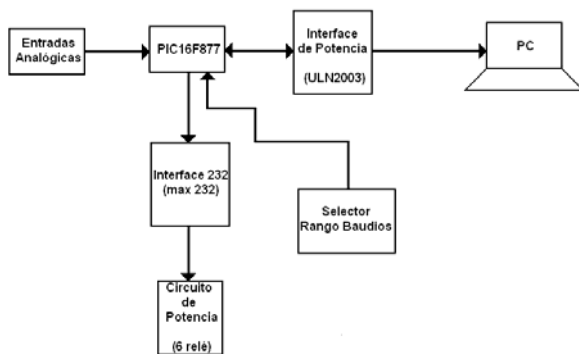 Entradas
Analógicas
PIC16F877
Interface
de Potencia
(ULN2003)
PC
Interface 232
(max 232)
Selector
Rango Baudios
Circuito
de
Potencia
(6 relé)